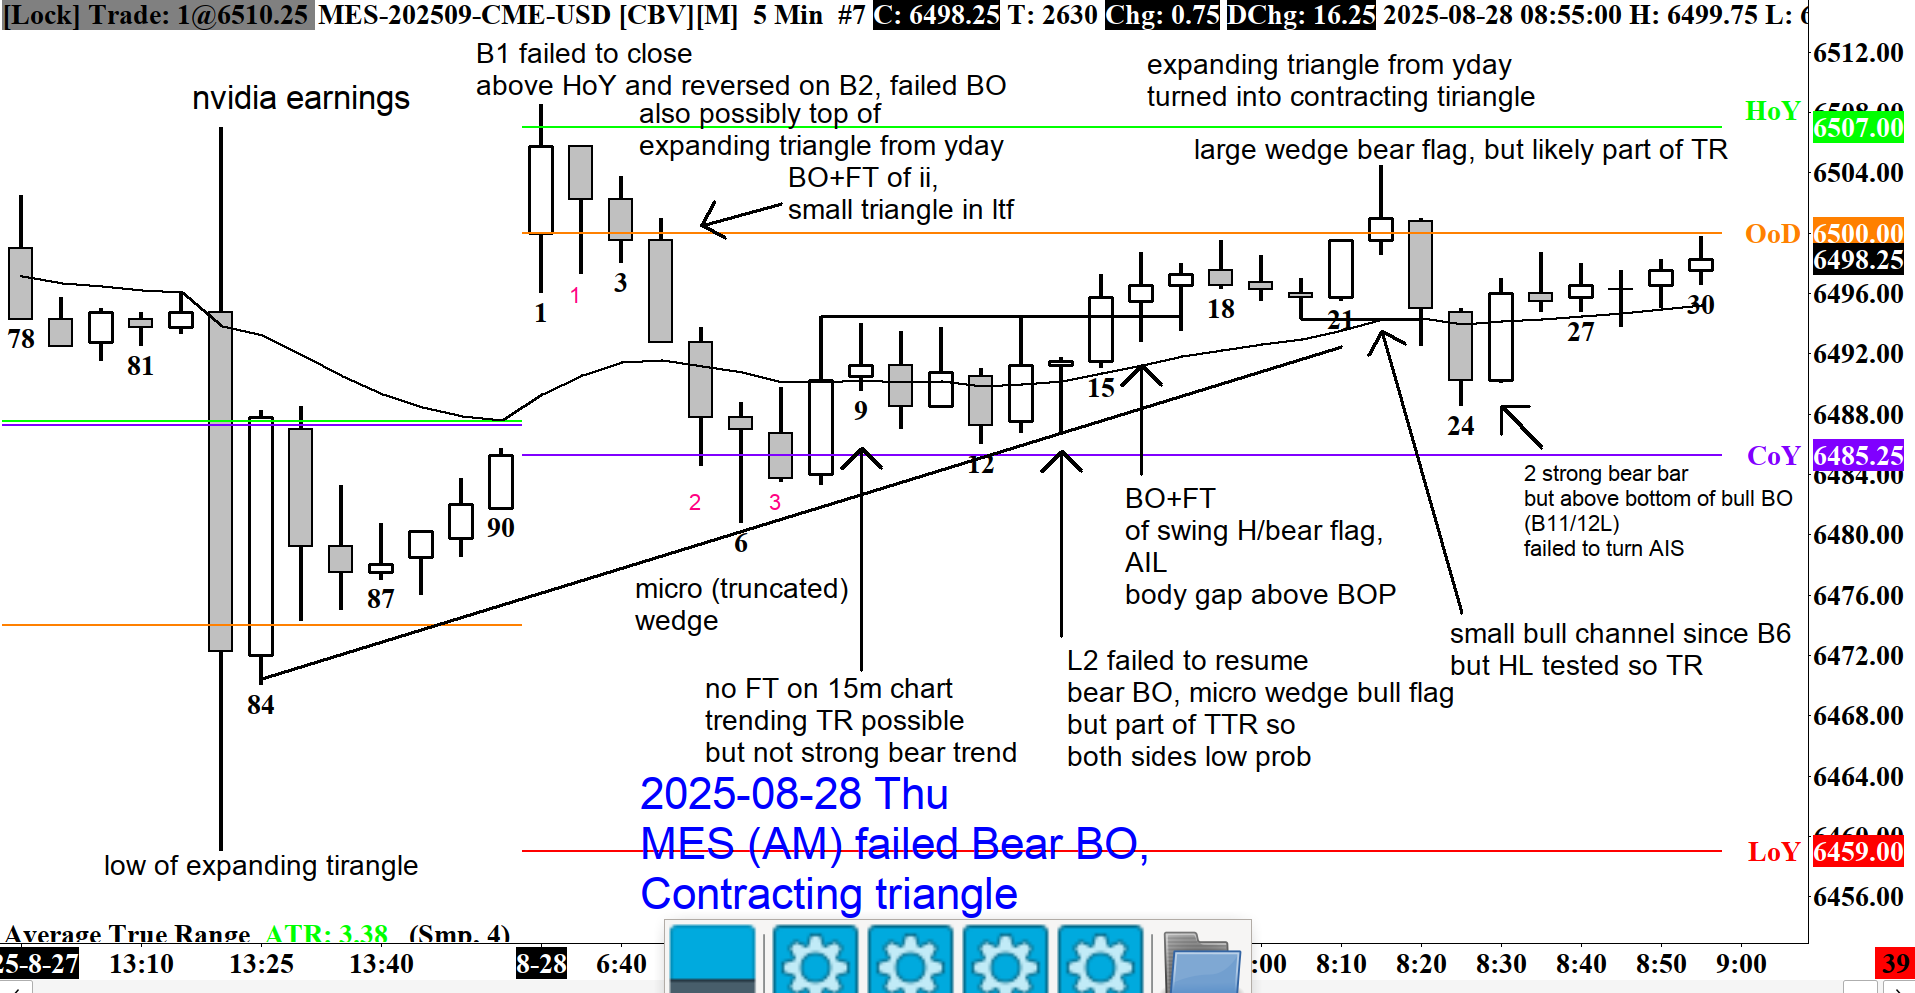 [Lock] Trade: 1@6510.25 MES-202509-CME-USD [CBV][M] 5 Min #7 C: 6498.25 T: 2630 Chg: 0.75 DChg: 16.25 2025-08-28 08:55:00 H: 6499.75 L:
B1 failed to close
above HoY and reversed on B2, failed BO
also possibly top of
expanding triangle from yday
BO+FT of ii,
small triangle in ltf
nvidia earnings
expanding triangle from yday
turned into contracting tiriangle
large wedge bear flag, but likely part of TR
6512.00
6508.00
HoY 6507.00
6504.00
OoD 6500.00
6498.25
6496.00
6492.00
6488.00
CoY 6485.25
6484.00
6480.00
6476.00
6472.00
6468.00
6464.00
6460.00
LoY 6459.00
6456.00
78
81
84
87
90
1
1
3
2
3
6
9
12
15
18
21
24
27
30
2 strong bear bar
but above bottom of bull BO
(B11/12L)
failed to turn AIS
BO+FT
of swing H/bear flag,
AIL
body gap above BOP
micro (truncated)
wedge
small bull channel since B6
but HL tested so TR
L2 failed to resume
bear BO, micro wedge bull flag
but part of TTR so
both sides low prob
no FT on 15m chart
trending TR possible
but not strong bear trend
low of expanding tirangle
2025-08-28 Thu
MES (AM) failed Bear BO,
Contracting triangle
Average True Range ATR: 3.38 (Smp, 4)
25-8-27 13:10 13:25 13:40 8-28 6:40 :00 8:10 8:20 8:30 8:40 8:50 9:00 39